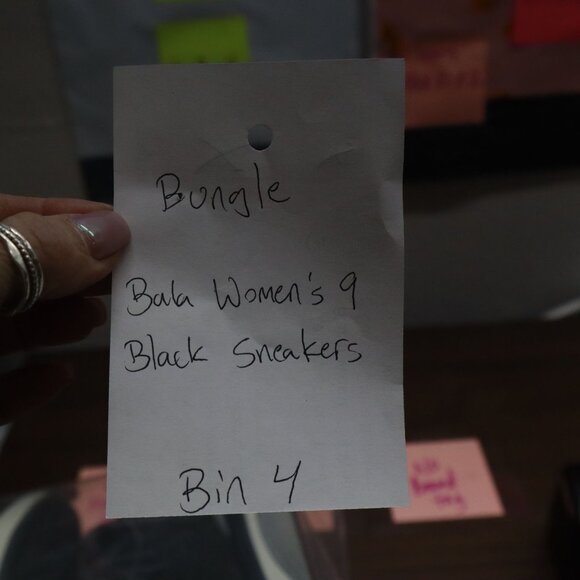 Bungle
Bala Women's 9
Black Sneakers
Bin 4